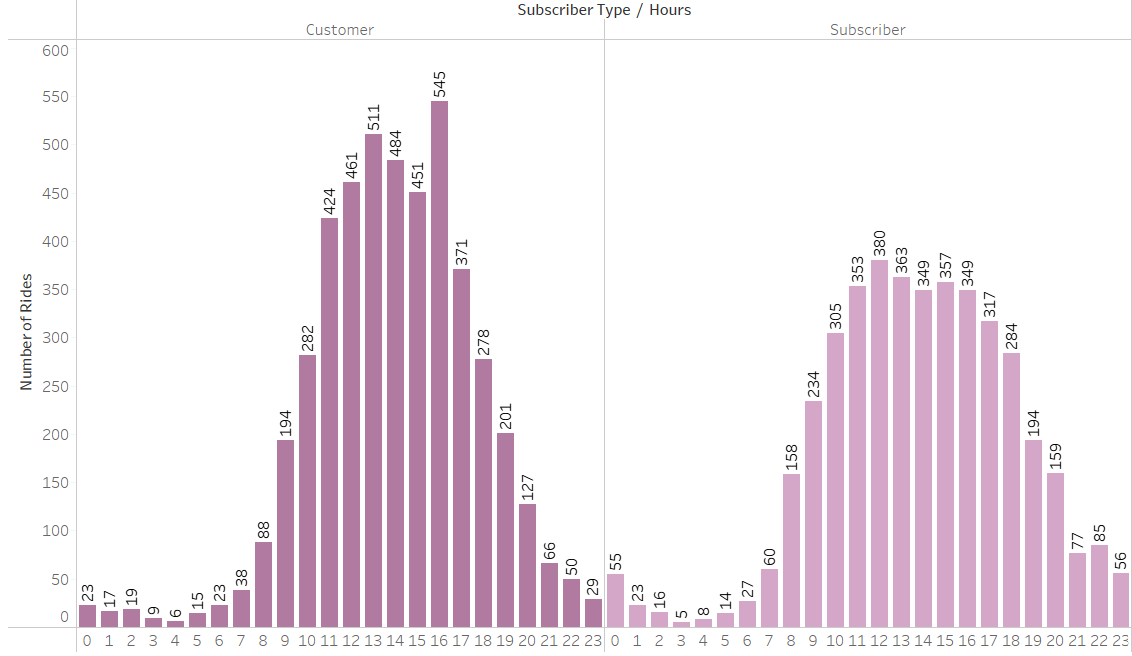 Subscriber Type / Hours
Customer Subscriber
600
550
500
450
400
350
300
250
200
150
100
50
0
Number of Rides
23 17 19 9 6 15 23 38 88 194 282 424 461 511 484 451 545 371 278 201 127 66 50 29
55 23 16 5 8 14 27 60 158 234 305 353 380 363 349 357 349 317 284 194 159 77 85 56
0 1 2 3 4 5 6 7 8 9 10 11 12 13 14 15 16 17 18 19 20 21 22 23 0 1 2 3 4 5 6 7 8 9 10 11 12 13 14 15 16 17 18 19 20 21 22 23